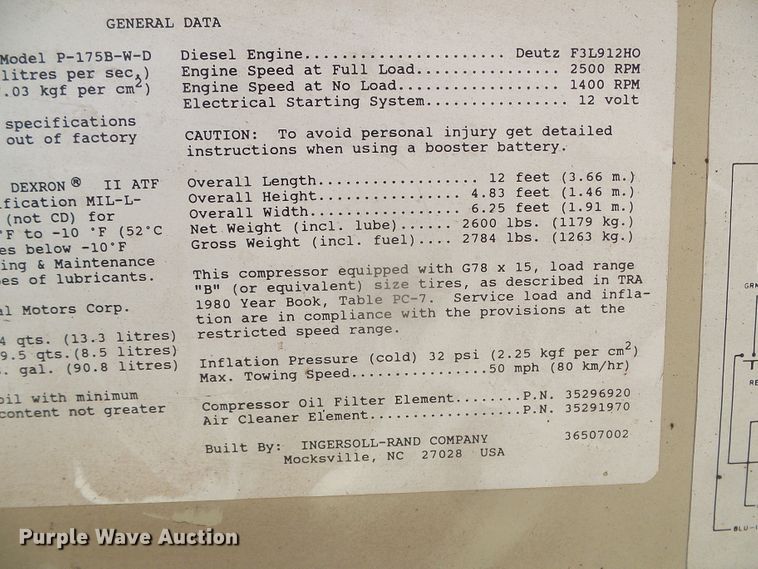 GENERAL DATA
Model P-175B-W-D
litres per sec.)
.03 kgf per cm2)
specifications
out of factory
DEXRON® II ATF
ification MIL-L-
(not CD) for
°F to -10 °F (52°C
es below -10°F
ing & Maintenance
es of lubricants.
al Motors Corp.
4 qts. (13.3 litres)
9.5 qts. (8.5 litres)
. gal. (90.8 litres)
oil with minimum
content not greater
Diesel Engine...................... Deutz F3L912HO
Engine Speed at Full Load................ 2500 RPM
Engine Speed at No Load.................. 1400 RPM
Electrical Starting System............... 12 volt
CAUTION: To avoid personal injury get detailed
instructions when using a booster battery.
Overall Length.................. 12 feet (3.66 m.)
Overall Height................ 4.83 feet (1.46 m.)
Overall Width................. 6.25 feet (1.91 m.)
Net Weight (incl. lube)...... 2600 lbs. (1179 kg.)
Gross Weight (incl. fuel).... 2784 lbs. (1263 kg.)
This compressor equipped with G78 x 15, load range
"B" (or equivalent) size tires, as described in TRA
1980 Year Book, Table PC-7. Service load and infla-
tion are in compliance with the provisions at the
restricted speed range.
Inflation Pressure (cold) 32 psi (2.25 kgf per cm2)
Max. Towing Speed...............50 mph (80 km/hr)
Compressor Oil Filter Element........P.N. 35296920
Air Cleaner Element..................P.N. 35291970
Built By: INGERSOLL-RAND COMPANY 36507002
Mocksville, NC 27028 USA
GRN
RE
BLU-
Purple Wave Auction